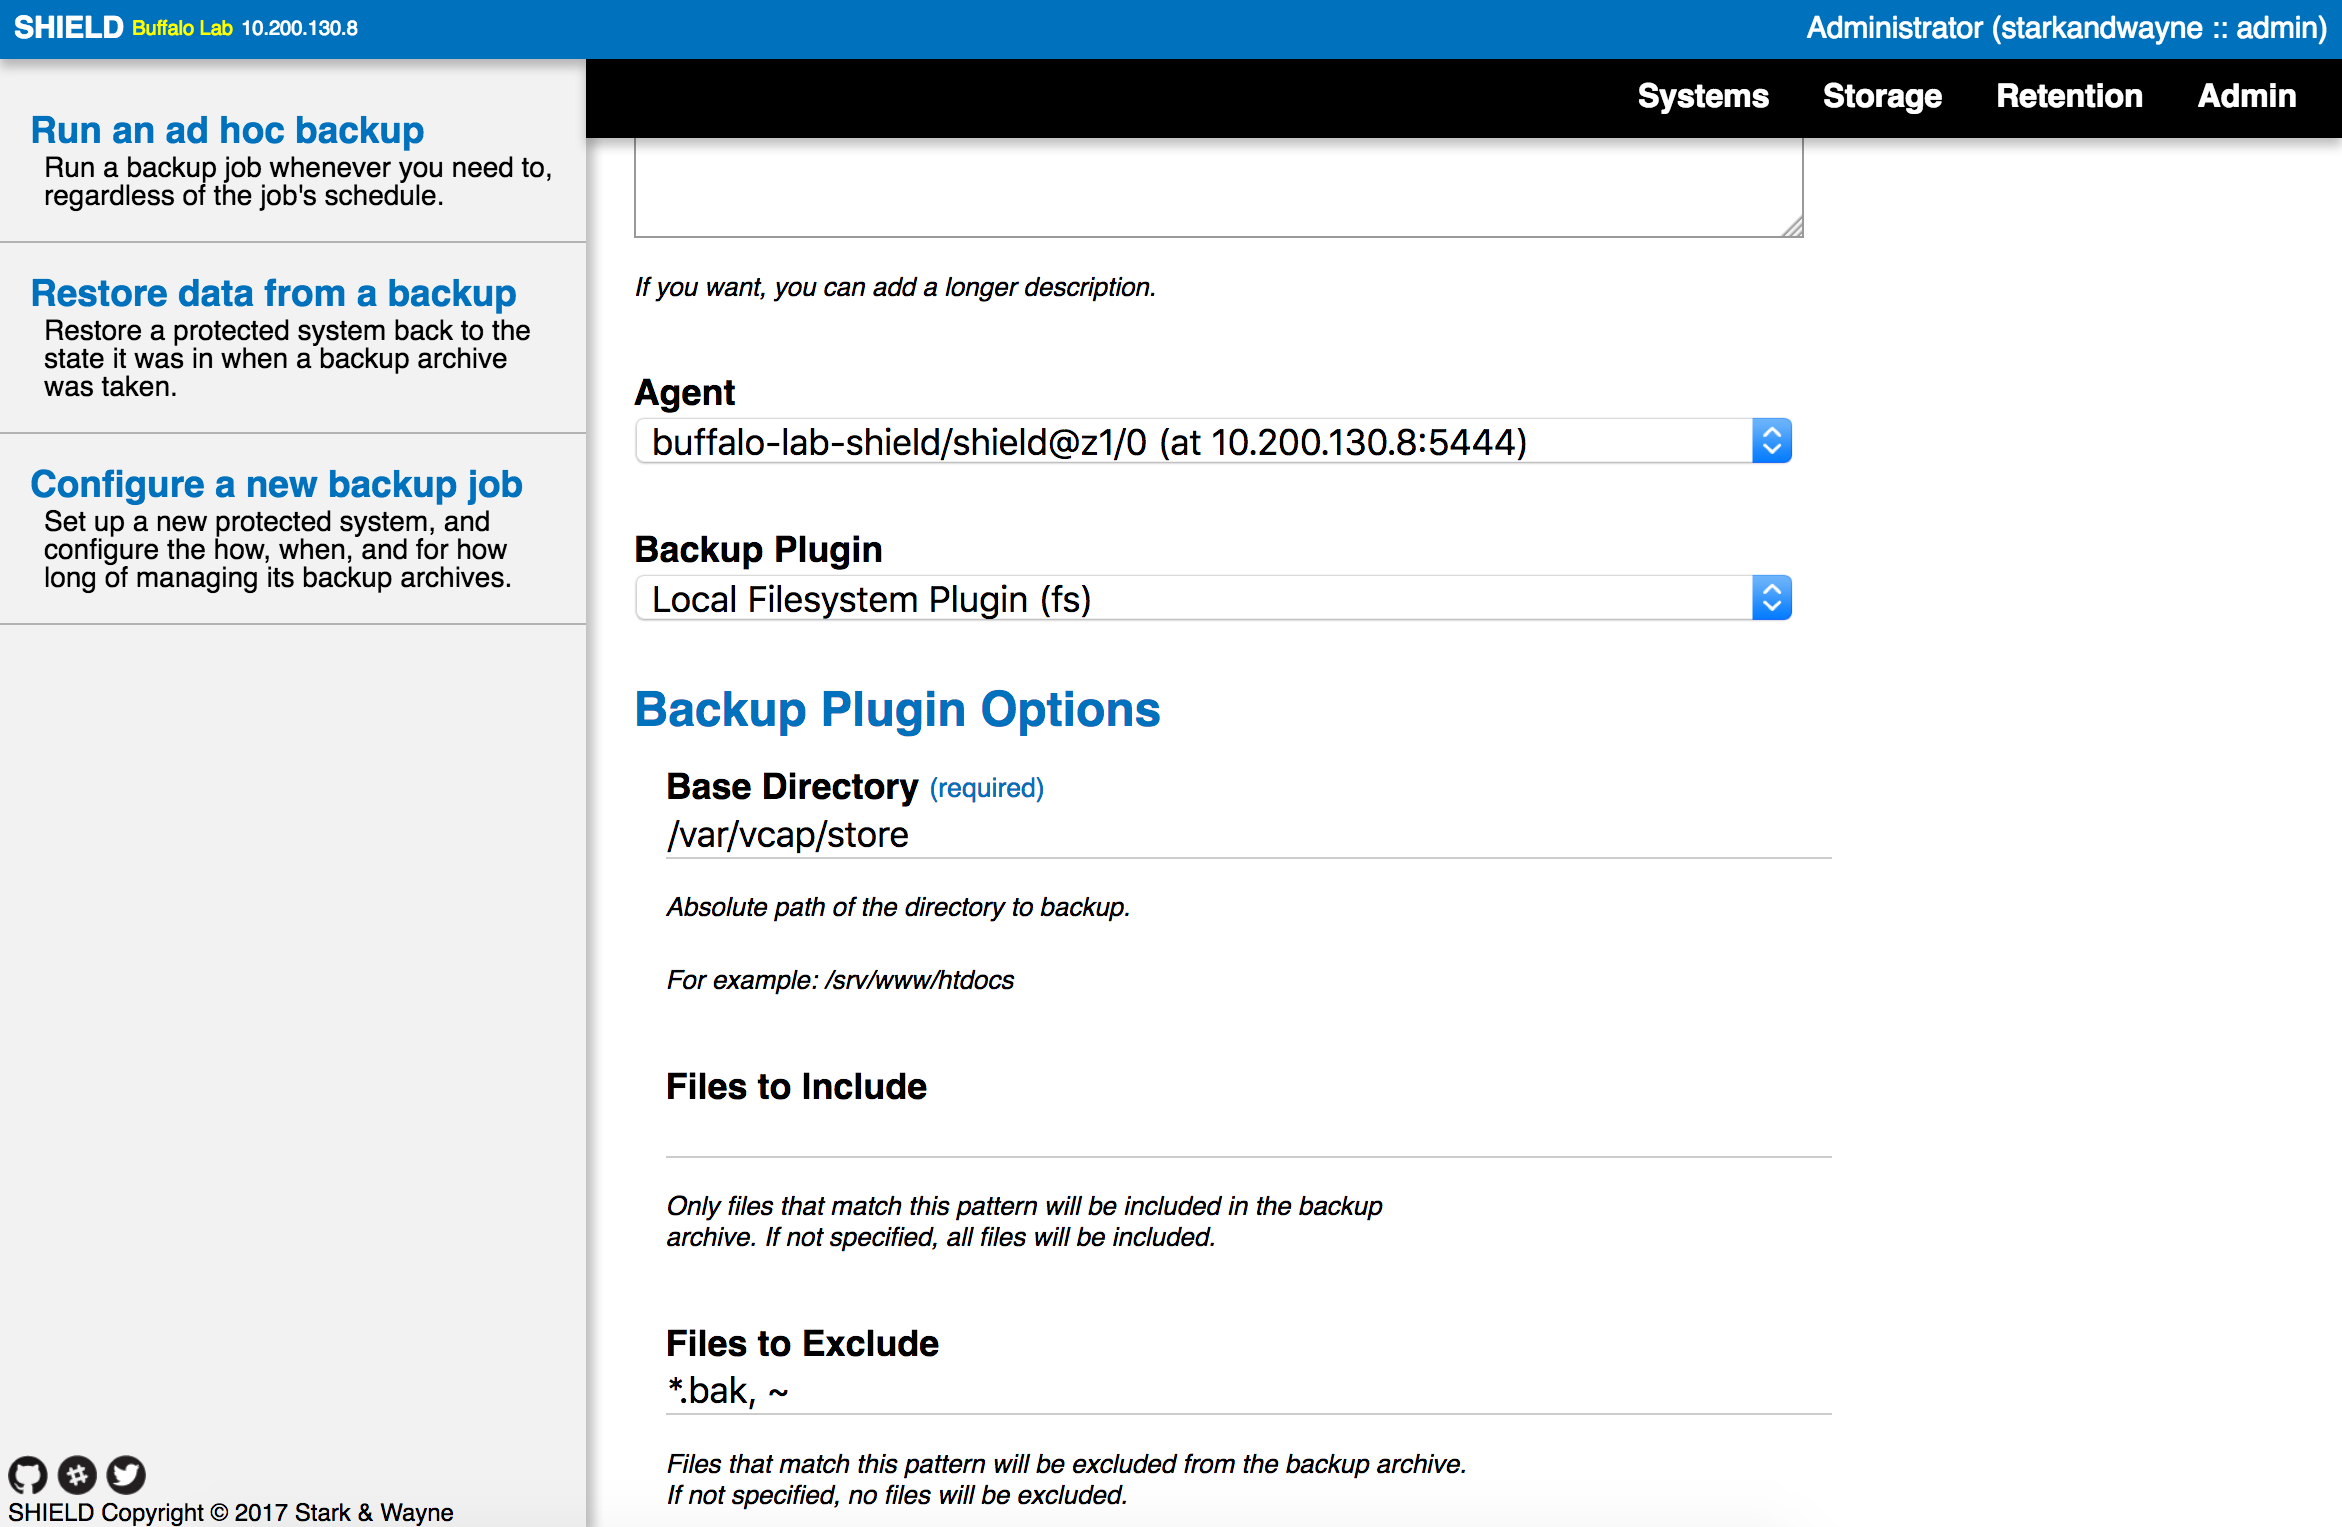 SHIELD Buffalo Lab 10.200.130.8
Administrator (starkandwayne :: admin)
Systems Storage Retention Admin
Run an ad hoc backup
Run a backup job whenever you need to,
regardless of the job's schedule.
Restore data from a backup
Restore a protected system back to the
state it was in when a backup archive
was taken.
Configure a new backup job
Set up a new protected system, and
configure the how, when, and for how
long of managing its backup archives.
If you want, you can add a longer description.
Agent
buffalo-lab-shield/shield@z1/0 (at 10.200.130.8:5444)
Backup Plugin
Local Filesystem Plugin (fs)
Backup Plugin Options
Base Directory (required)
/var/vcap/store
Absolute path of the directory to backup.
For example: /srv/www/htdocs
Files to Include
Only files that match this pattern will be included in the backup
archive. If not specified, all files will be included.
Files to Exclude
*.bak, ~
Files that match this pattern will be excluded from the backup archive.
If not specified, no files will be excluded.
SHIELD Copyright © 2017 Stark & Wayne